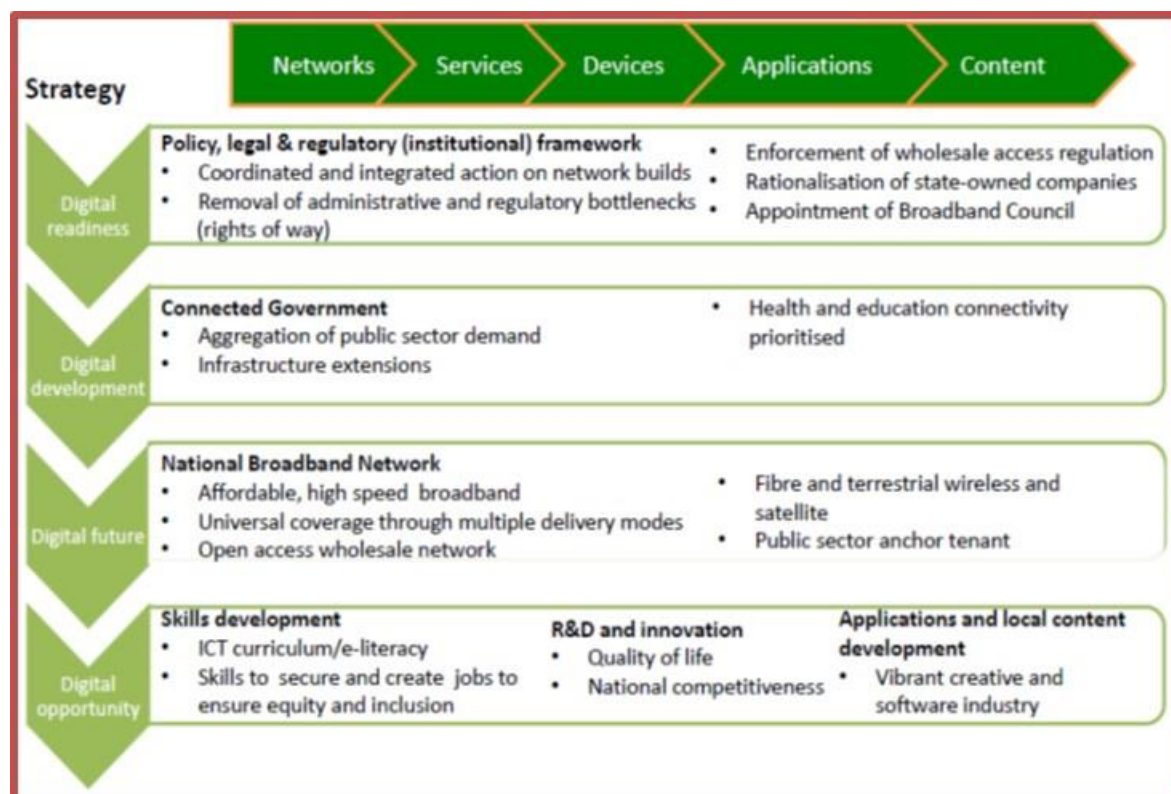 Networks
Services
Devices
Applications
Content
Strategy
Digital
readiness
Policy, legal & regulatory (institutional) framework
• Coordinated and integrated action on network builds
• Removal of administrative and regulatory bottlenecks
(rights of way)
• Enforcement of wholesale access regulation
• Rationalisation of state-owned companies
• Appointment of Broadband Council
Digital
development
Connected Government
• Aggregation of public sector demand
• Infrastructure extensions
• Health and education connectivity
prioritised
Digital future
National Broadband Network
• Affordable, high speed broadband
• Universal coverage through multiple delivery modes
• Open access wholesale network
• Fibre and terrestrial wireless and
satellite
• Public sector anchor tenant
Digital
opportunity
Skills development
• ICT curriculum/e-literacy
• Skills to secure and create jobs to
ensure equity and inclusion
R&D and innovation
• Quality of life
• National competitiveness
Applications and local content
development
• Vibrant creative and
software industry